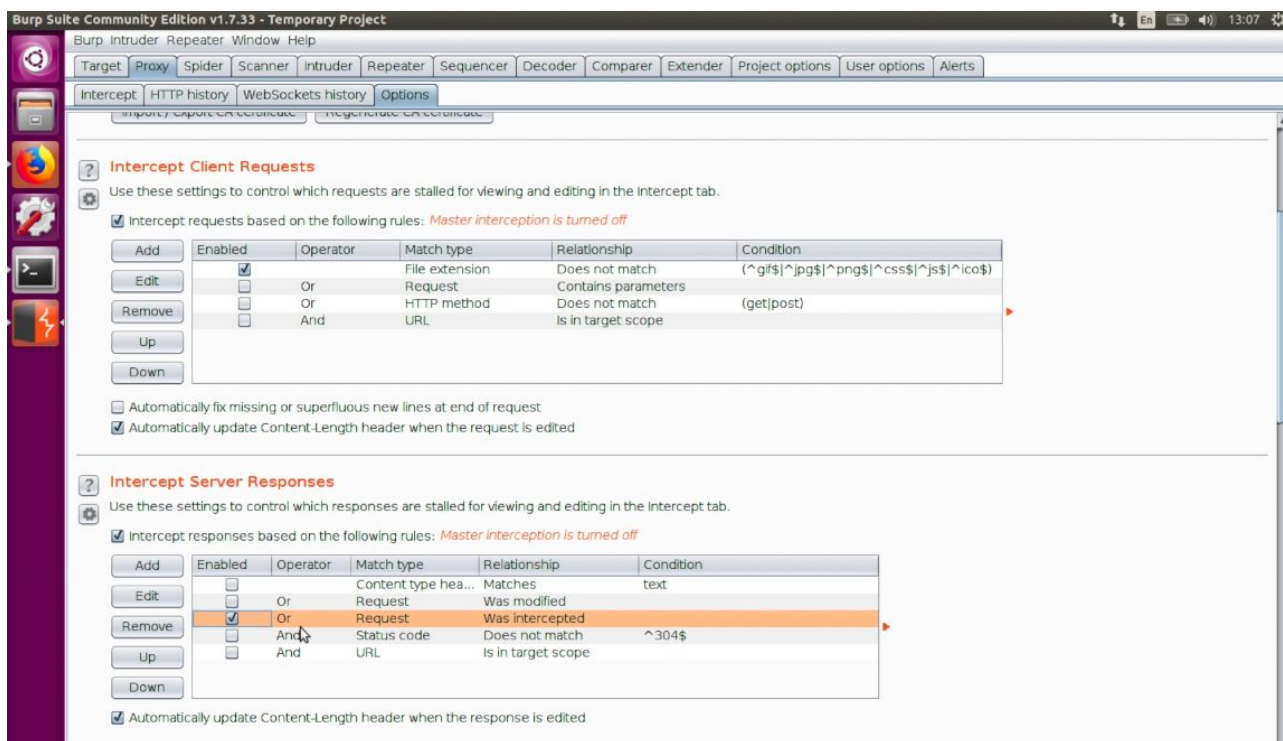 Burp Suite Community Edition v1.7.33 - Temporary Project En 13:07
Burp Intruder Repeater Window Help
Target Proxy Spider Scanner Intruder Repeater Sequencer Decoder Comparer Extender Project options User options Alerts
Intercept HTTP history WebSockets history Options
Import / Export CA certificate Regenerate CA certificate
? Intercept Client Requests
Use these settings to control which requests are stalled for viewing and editing in the Intercept tab.
Intercept requests based on the following rules: Master interception is turned off
Add Enabled Operator Match type Relationship Condition
File extension Does not match (^gif$|^jpg$|^png$|^css$|^js$|^ico$)
Edit Or Request Contains parameters
Remove Or HTTP method Does not match (get|post)
And URL Is in target scope
Up
Down
Automatically fix missing or superfluous new lines at end of request
Automatically update Content-Length header when the request is edited
? Intercept Server Responses
Use these settings to control which responses are stalled for viewing and editing in the Intercept tab.
Intercept responses based on the following rules: Master interception is turned off
Add Enabled Operator Match type Relationship Condition
Content type hea... Matches text
Edit Or Request Was modified
Or Request Was intercepted
Remove And Status code Does not match ^304$
Up And URL Is in target scope
Down
Automatically update Content-Length header when the response is edited